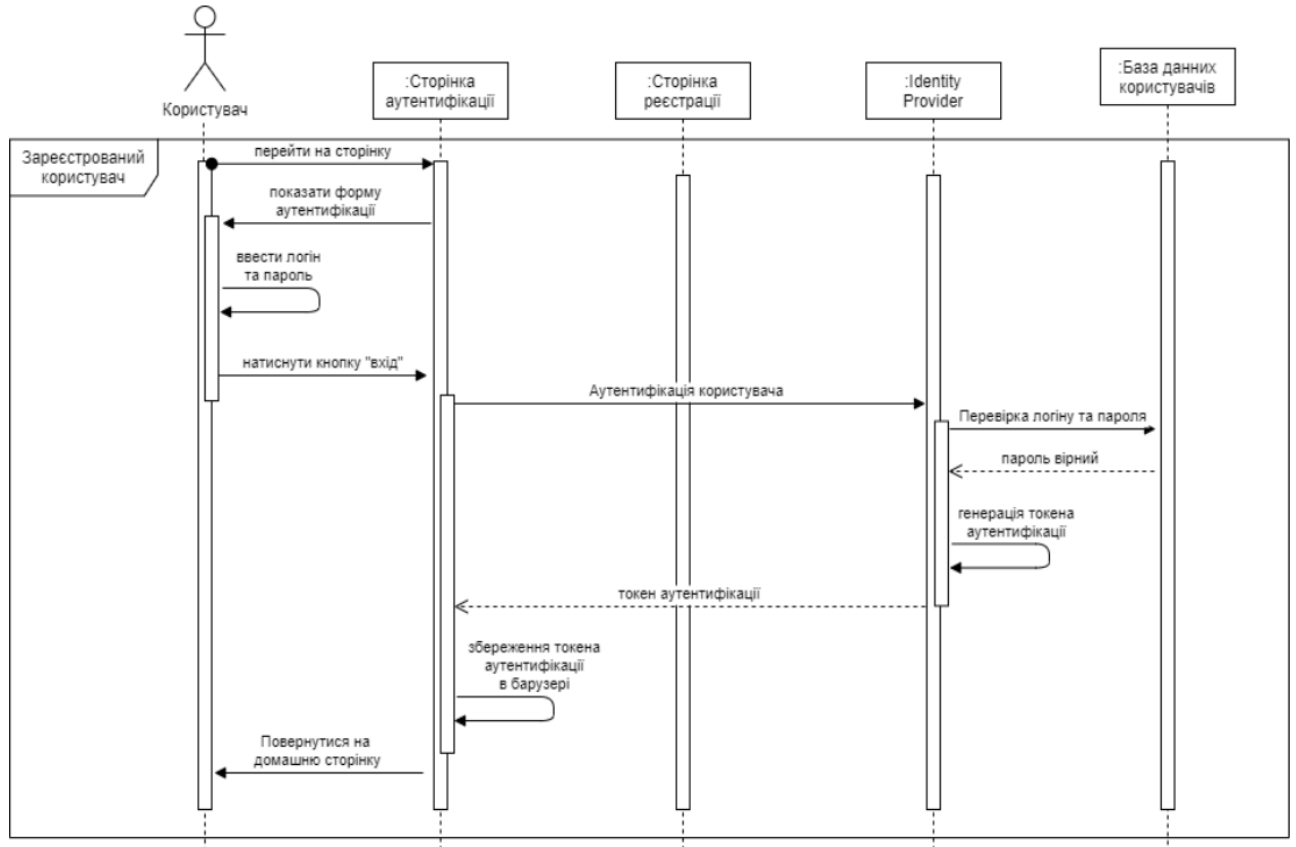 Користувач
:Сторінка
аутентифікації
:Сторінка
реєстрації
:Identity
Provider
:База данних
користувачів
Зареєстрований
користувач
перейти на сторінку
показати форму
аутентифікації
ввести логін
та пароль
натиснути кнопку "вхід"
Аутентифікація користувача
Перевірка логіну та пароля
пароль вірний
генерація токена
аутентифікації
токен аутентифікації
збереження токена
аутентифікації
в барузері
Повернутися на
домашню сторінку